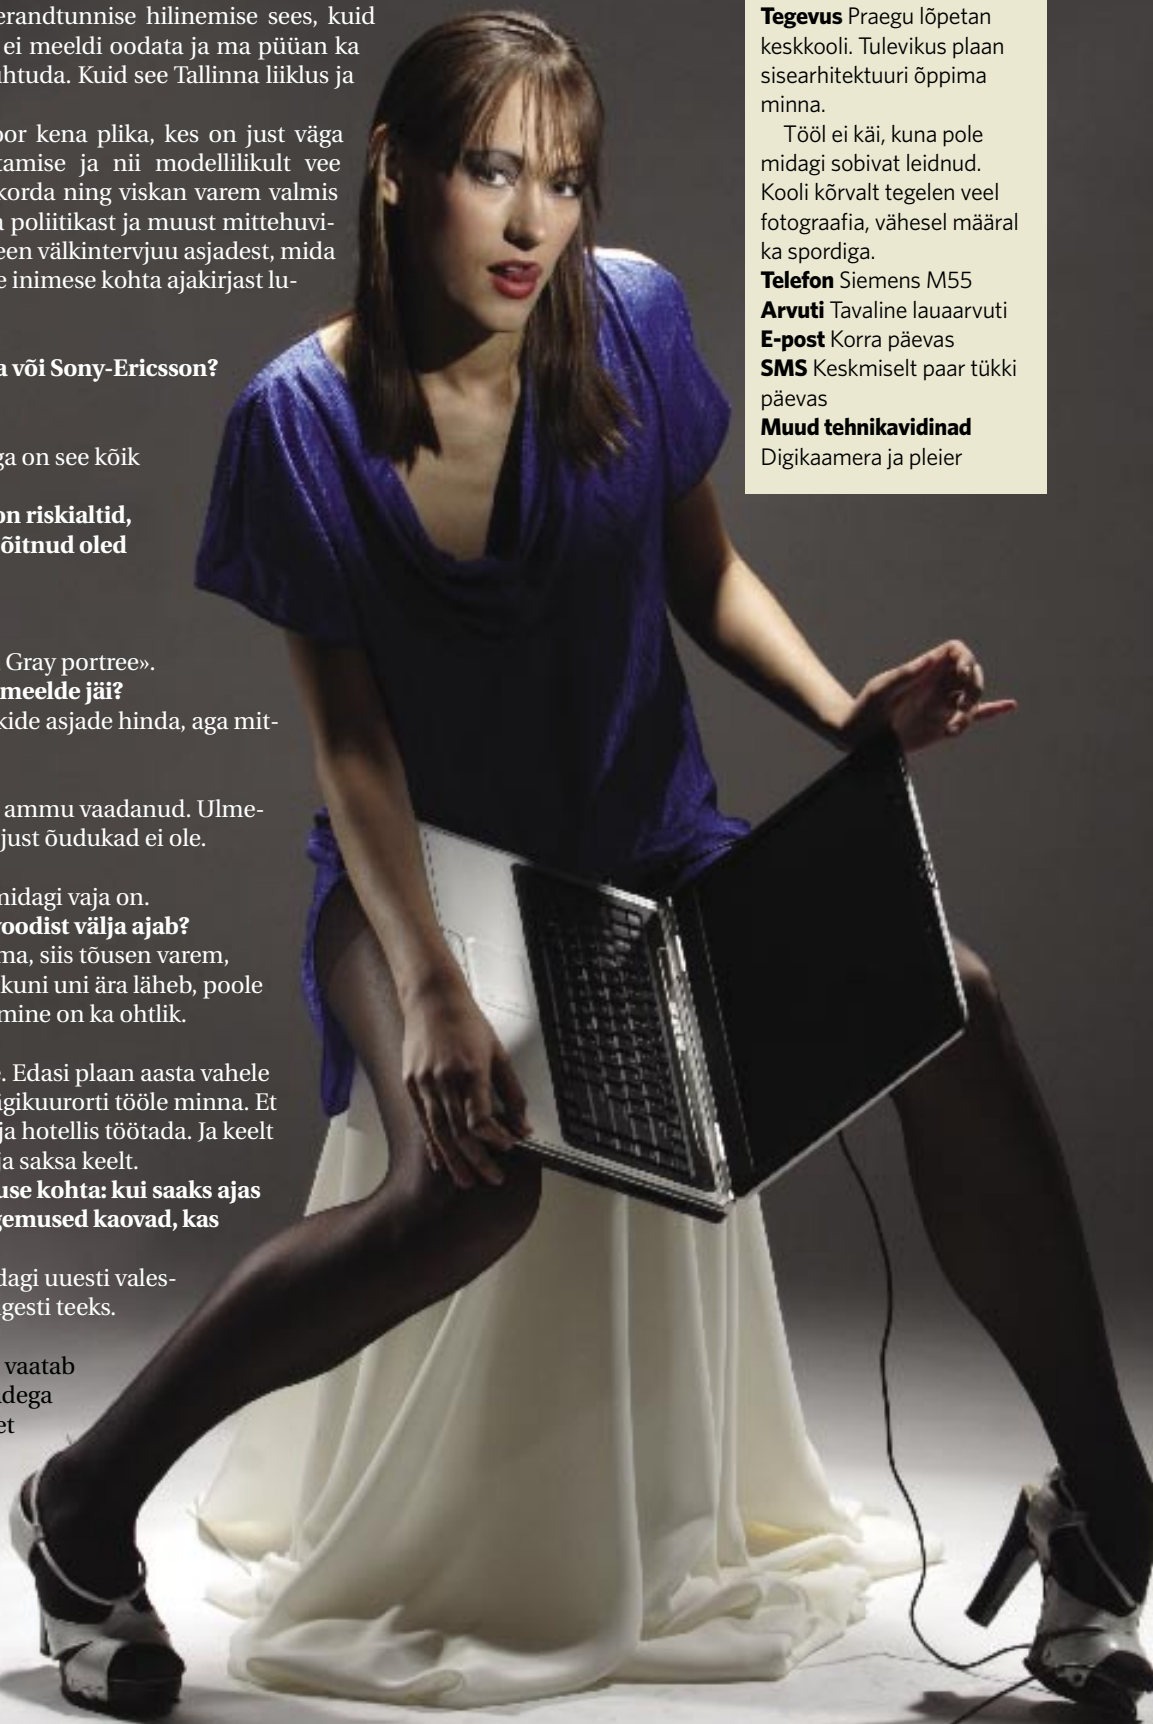 erandtunnise hilinemise sees, kuid
ei meeldi oodata ja ma püüan ka
uhtuda. Kuid see Tallinna liiklus ja
oor kena plika, kes on just väga
tamise ja nii modellilikult vee
korda ning viskan varem valmis
a poliitikast ja muust mittehuvi-
een välkintervjuu asjadest, mida
e inimese kohta ajakirjast lu-
a või Sony-Ericsson?
ga on see kõik
on riskialtid,
õitnud oled
Gray portree».
meelde jäi?
kide asjade hinda, aga mit-
ammu vaadanud. Ulme-
just õudukad ei ole.
midagi vaja on.
voodist välja ajab?
ma, siis tõusen varem,
kuni uni ära läheb, poole
mine on ka ohtlik.
e. Edasi plaan aasta vahele
ägikuurorti tööle minna. Et
ja hotellis töötada. Ja keelt
ja saksa keelt.
use kohta: kui saaks ajas
gemused kaovad, kas
dagi uuesti vales-
igesti teeks.
vaatab
adega
et
Tegevus Praegu lõpetan
keskkooli. Tulevikus plaan
sisearhitektuuri õppima
minna.
Tööl ei käi, kuna pole
midagi sobivat leidnud.
Kooli kõrvalt tegelen veel
fotograafia, vähesel määral
ka spordiga.
Telefon Siemens M55
Arvuti Tavaline lauaarvuti
E-post Korra päevas
SMS Keskmiselt paar tükki
päevas
Muud tehnikavidinad
Digikaamera ja pleier